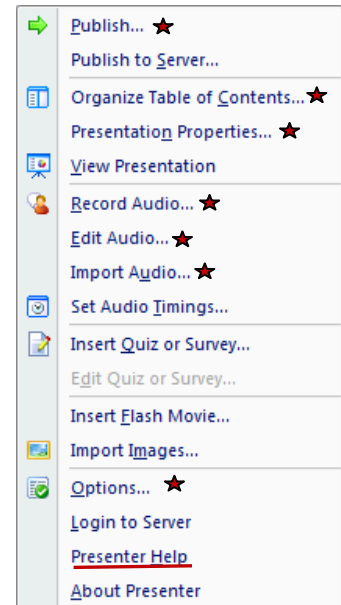 Publish...
Publish to Server...
Organize Table of Contents...
Presentation Properties...
View Presentation
Record Audio...
Edit Audio...
Import Audio...
Set Audio Timings...
Insert Quiz or Survey...
Edit Quiz or Survey...
Insert Flash Movie...
Import Images...
Options...
Login to Server
Presenter Help
About Presenter